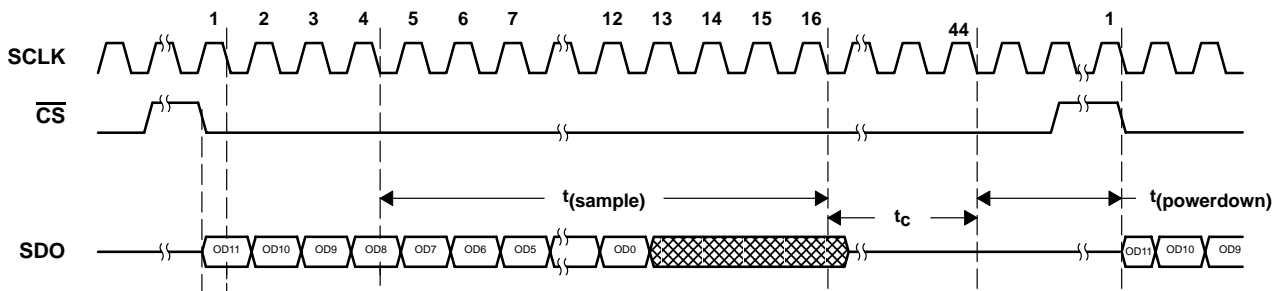 1 2 3 4 5 6 7 12 13 14 15 16 44 1
SCLK
CS
t(sample)
tC
t(powerdown)
SDO
OD11 OD10 OD9 OD8 OD7 OD6 OD5 OD0 OD11 OD10 OD9